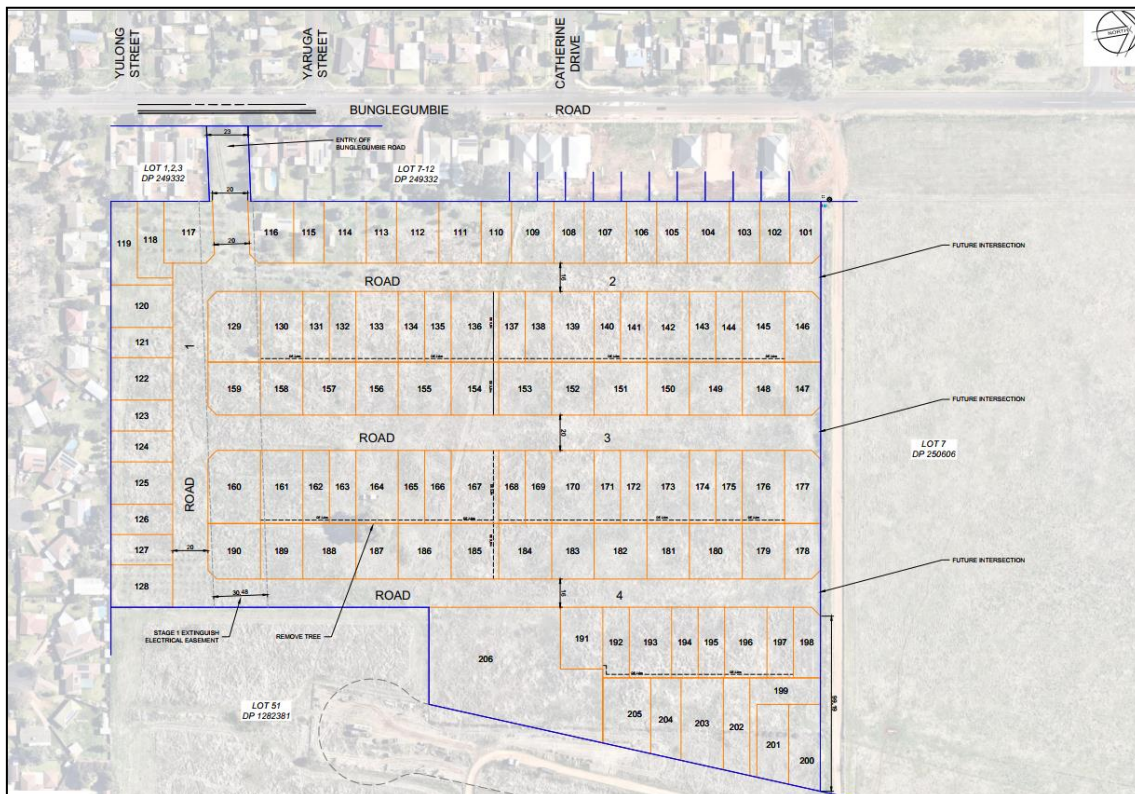 YULONG
STREET
YARUGA
STREET
CATHERINE
DRIVE
NORTH
BUNGLEGUMBIE ROAD
23
ENTRY OFF
BUNGLEGUMBIE ROAD
LOT 1,2,3
DP 249332
LOT 7-12
DP 249332
20
20
119 118 117 116 115 114 113 112 111 110 109 108 107 106 105 104 103 102 101
FUTURE INTERSECTION
ROAD 2
16
120
129 130 131 132 133 134 135 136 137 138 139 140 141 142 143 144 145 146
121
1
122
159 158 157 156 155 154 153 152 151 150 149 148 147
123
FUTURE INTERSECTION
ROAD 3
20
124
LOT 7
DP 250606
125
160 161 162 163 164 165 166 167 168 169 170 171 172 173 174 175 176 177
ROAD
126
127
20
190 189 188 187 186 185 184 183 182 181 180 179 178
FUTURE INTERSECTION
128
30.48
ROAD 4
16
STAGE 1 EXTINGUISH
ELECTRICAL EASEMENT
REMOVE TREE
191 192 193 194 195 196 197 198
206
199
99.19
LOT 51
DP 1282381
205 204 203 202 201 200